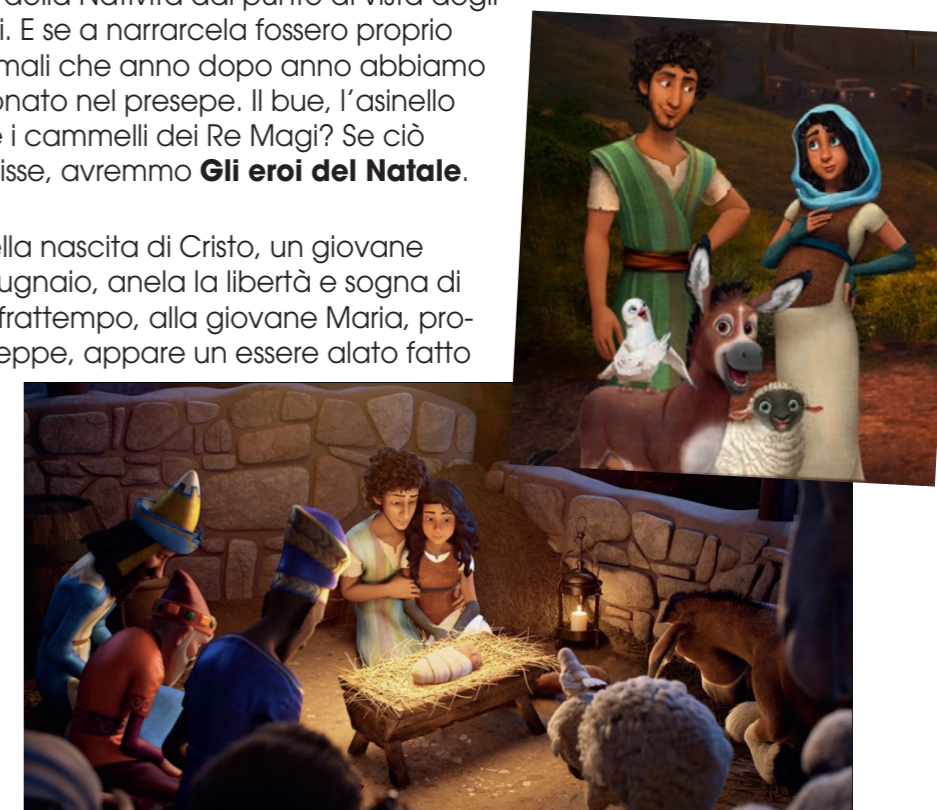 della Natività dal punto di vista degli
i. E se a narrarcela fossero proprio
mali che anno dopo anno abbiamo
onato nel presepe. Il bue, l'asinello
e i cammelli dei Re Magi? Se ciò
isse, avremmo Gli eroi del Natale.
ella nascita di Cristo, un giovane
ugnaio, anela la libertà e sogna di
frattempo, alla giovane Maria, pro-
eppe, appare un essere alato fatto